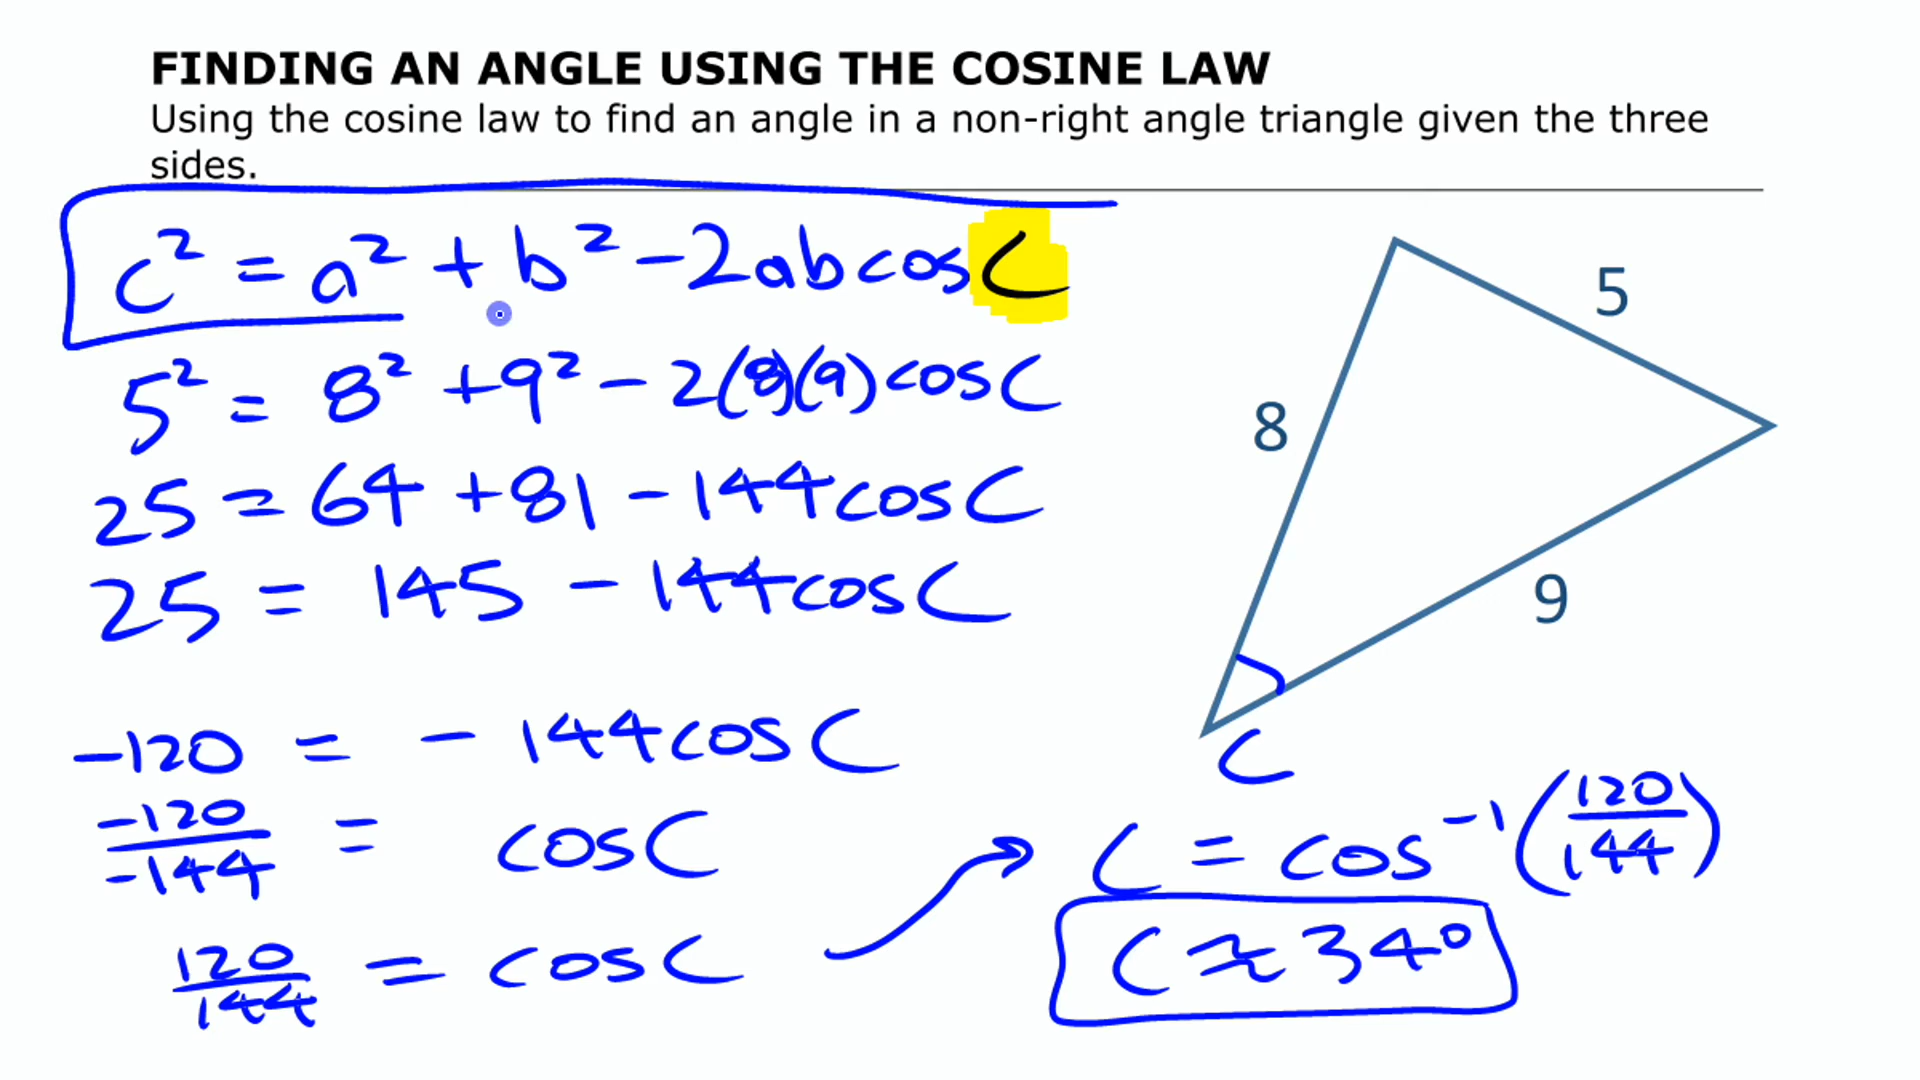 FINDING AN ANGLE USING THE COSINE LAW
Using the cosine law to find an angle in a non-right angle triangle given the three
sides.
c² = a² + b² - 2abcosC
5² = 8² + 9² - 2(8)(9)cosC
25 = 64 + 81 - 144cosC
25 = 145 - 144cosC
-120 = - 144cosC
-120/-144 = cosC
120/144 = cosC
5
8
9
C
C = cos⁻¹(120/144)
C ≈ 34°